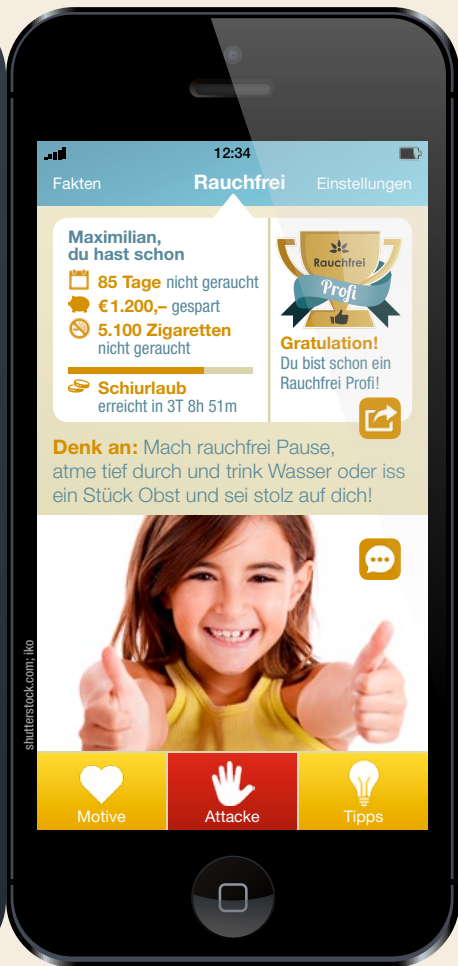 12:34
Fakten Rauchfrei Einstellungen
Maximilian,
du hast schon
85 Tage nicht geraucht
€ 1.200,– gespart
5.100 Zigaretten
nicht geraucht
Schiurlaub
erreicht in 3T 8h 51m
Rauchfrei
Profi
Gratulation!
Du bist schon ein
Rauchfrei Profi!
Denk an: Mach rauchfrei Pause,
atme tief durch und trink Wasser oder iss
ein Stück Obst und sei stolz auf dich!
shutterstock.com; iko
Motive Attacke Tipps